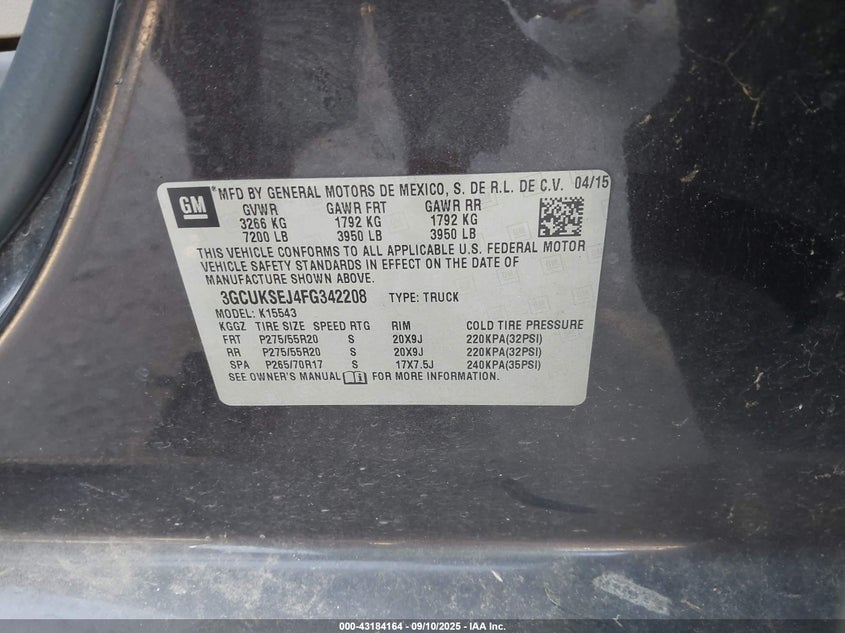 GM
*MFD BY GENERAL MOTORS DE MEXICO, S. DE R.L. DE C.V. 04/15
GVWR GAWR FRT GAWR RR
3266 KG 1792 KG 1792 KG
7200 LB 3950 LB 3950 LB
THIS VEHICLE CONFORMS TO ALL APPLICABLE U.S. FEDERAL MOTOR
VEHICLE SAFETY STANDARDS IN EFFECT ON THE DATE OF
MANUFACTURE SHOWN ABOVE.
3GCUKSEJ4FG342208 TYPE: TRUCK
MODEL: K15543
KGGZ TIRE SIZE SPEED RTG RIM COLD TIRE PRESSURE
FRT P275/55R20 S 20X9J 220KPA(32PSI)
RR P275/55R20 S 20X9J 220KPA(32PSI)
SPA P265/70R17 S 17X7.5J 240KPA(35PSI)
SEE OWNER'S MANUAL FOR MORE INFORMATION.
000-43184164 - 09/10/2025 - IAA Inc.